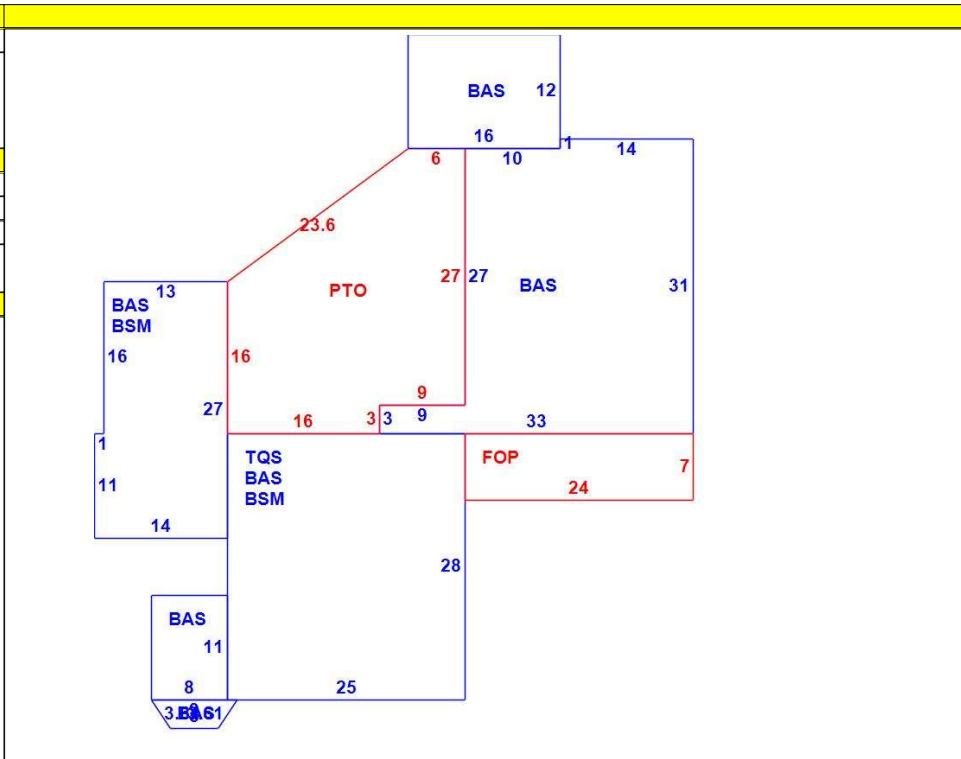 BAS 12
16
6 10 1 14
23.6
27 27 BAS 31
PTO
13
BAS
BSM
16 16
9
27 16 3 3 9 33
1 TQS FOP 7
BAS
11 BSM 24
14
28
BAS
11
8 25
BAS